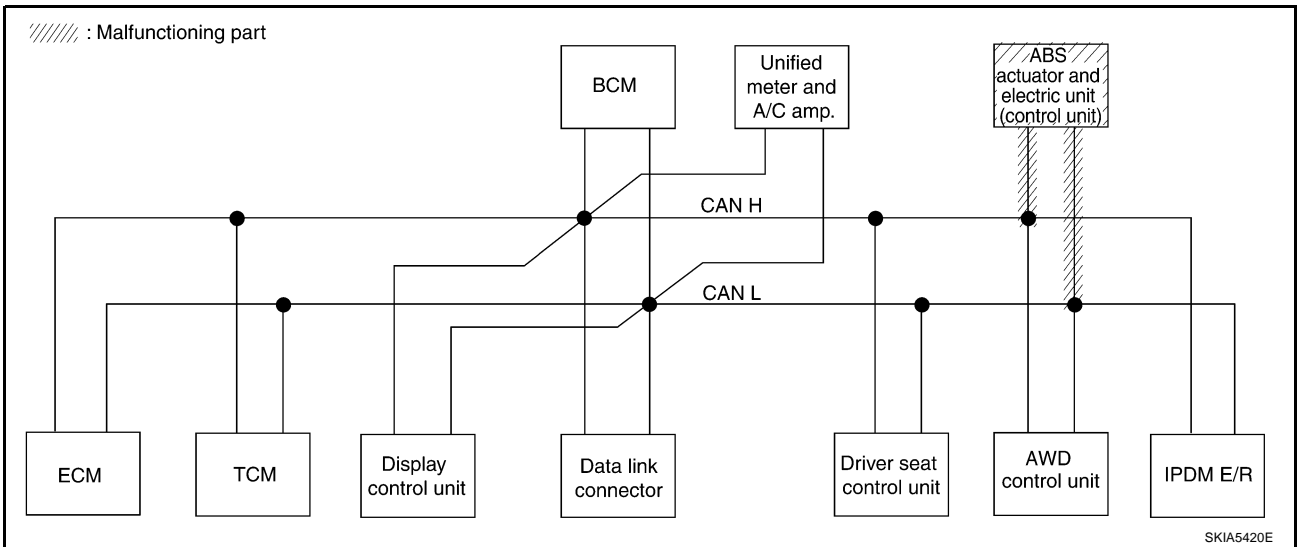 : Malfunctioning part
BCM
Unified
meter and
A/C amp.
ABS
actuator and
electric unit
(control unit)
CAN H
CAN L
ECM
TCM
Display
control unit
Data link
connector
Driver seat
control unit
AWD
control unit
IPDM E/R
SKIA5420E